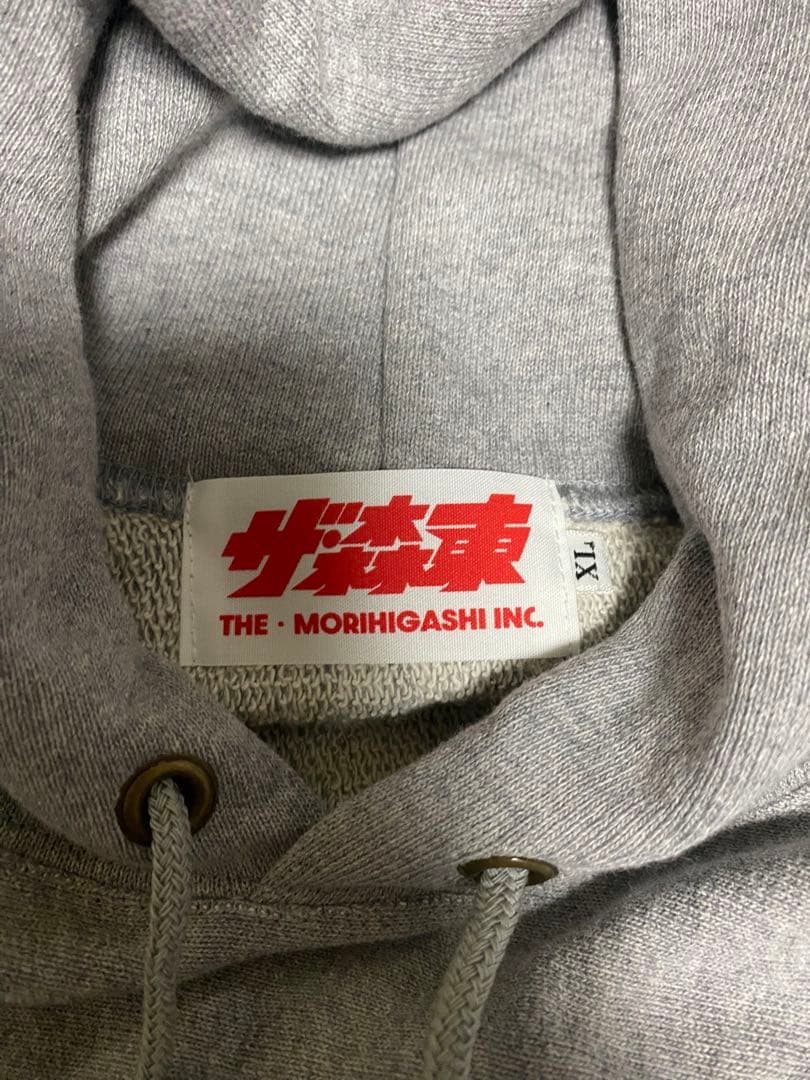 ザ・森東
THE · MORIHIGASHI INC.
XL